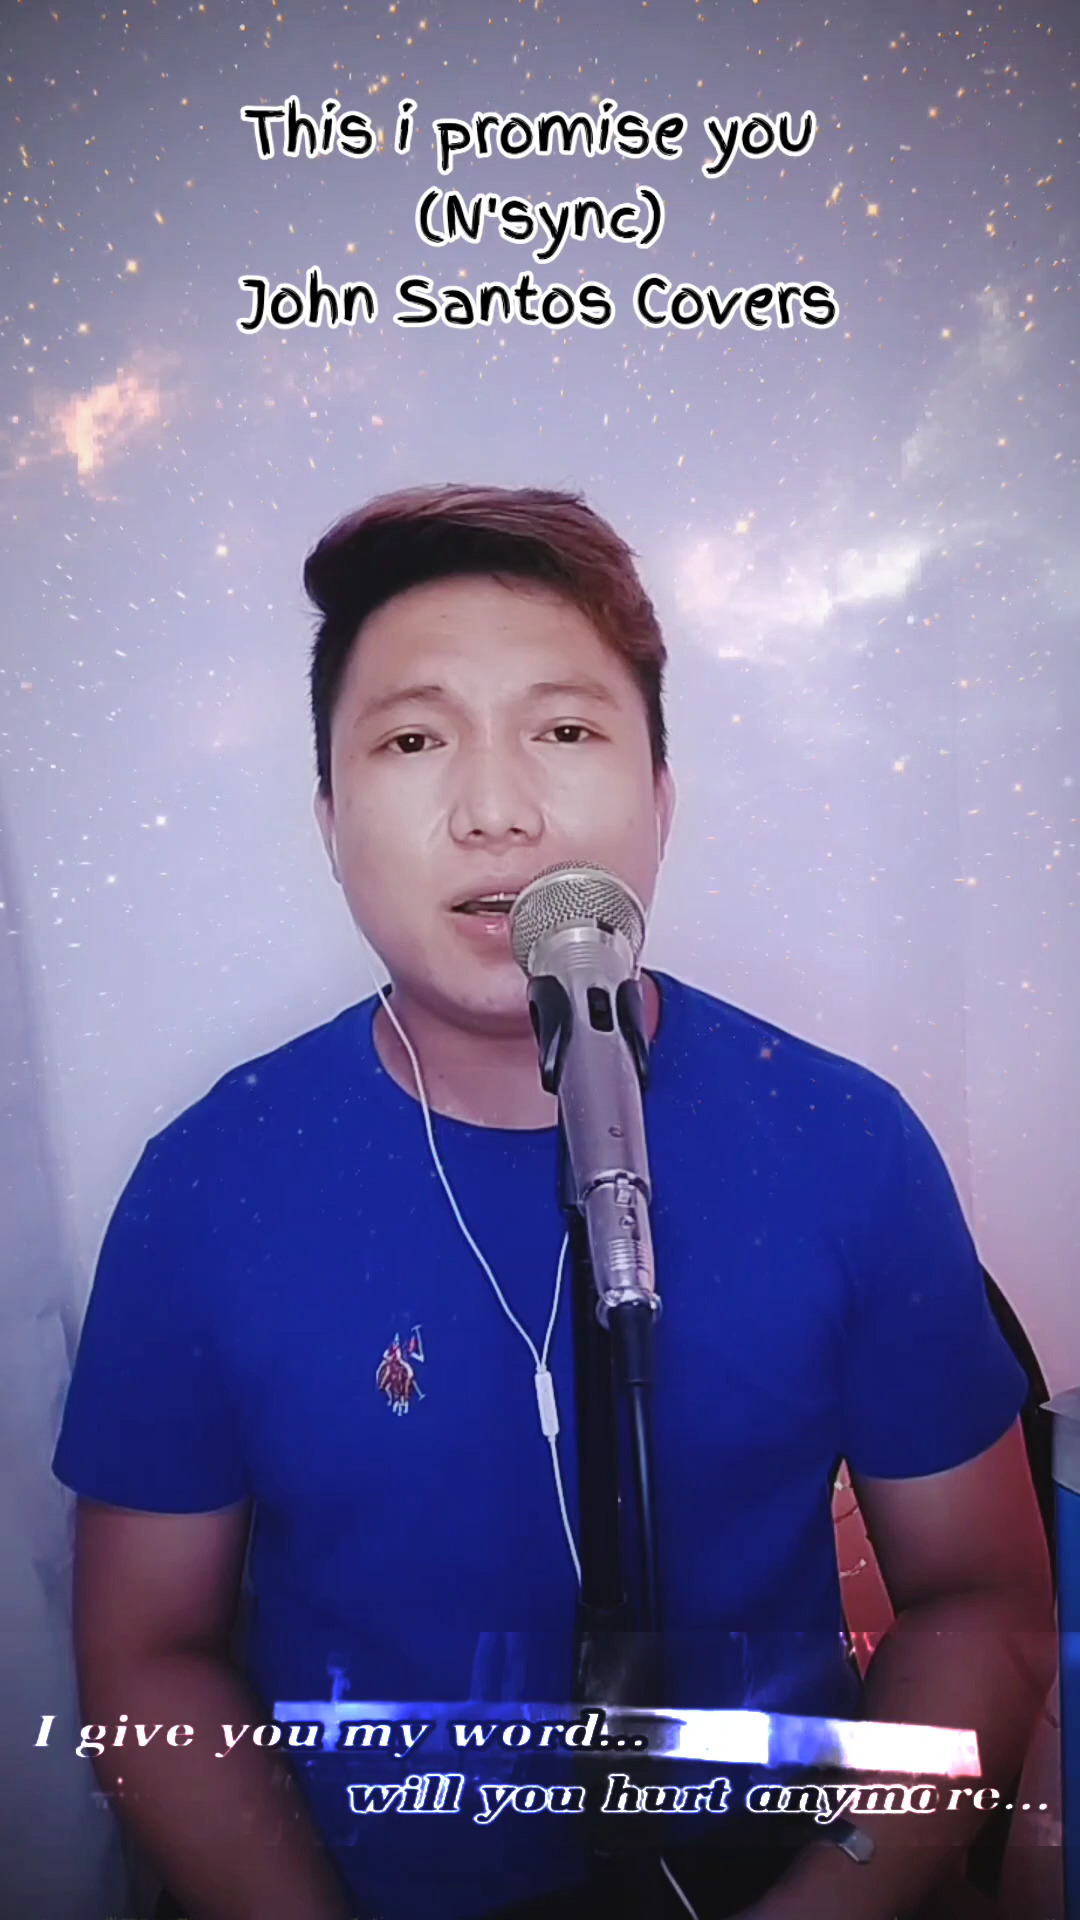 This i promise you
(N'sync)
John Santos Covers
I give you my word...
will you hurt anymore...